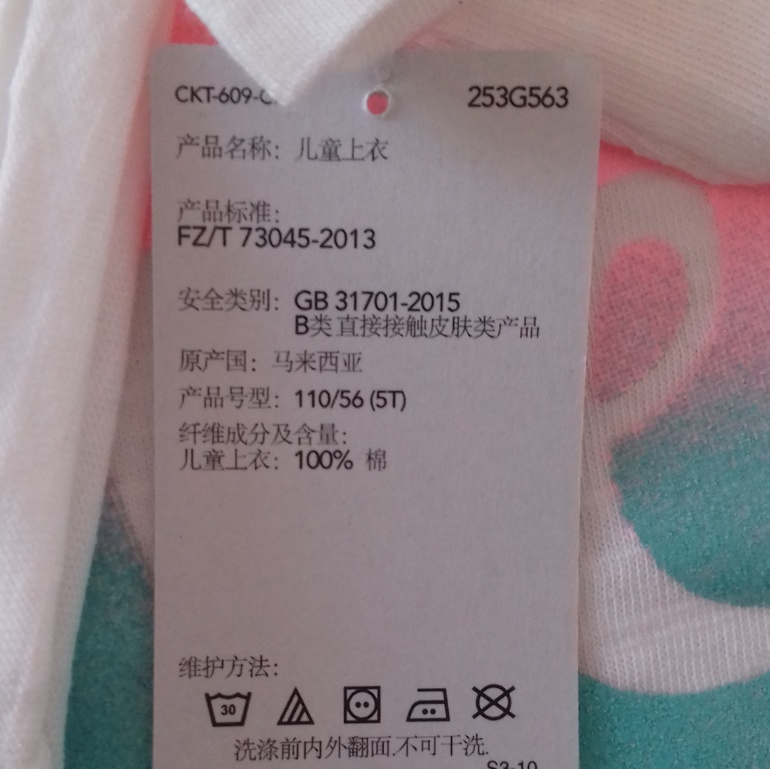 CKT-609-C
253G563
产品名称：儿童上衣
产品标准：
FZ/T 73045-2013
安全类别：GB 31701-2015
B类 直接接触皮肤类产品
原产国：马来西亚
产品号型：110/56 (5T)
纤维成分及含量：
儿童上衣：100% 棉
维护方法：
30
洗涤前内外翻面.不可干洗.
S3-10